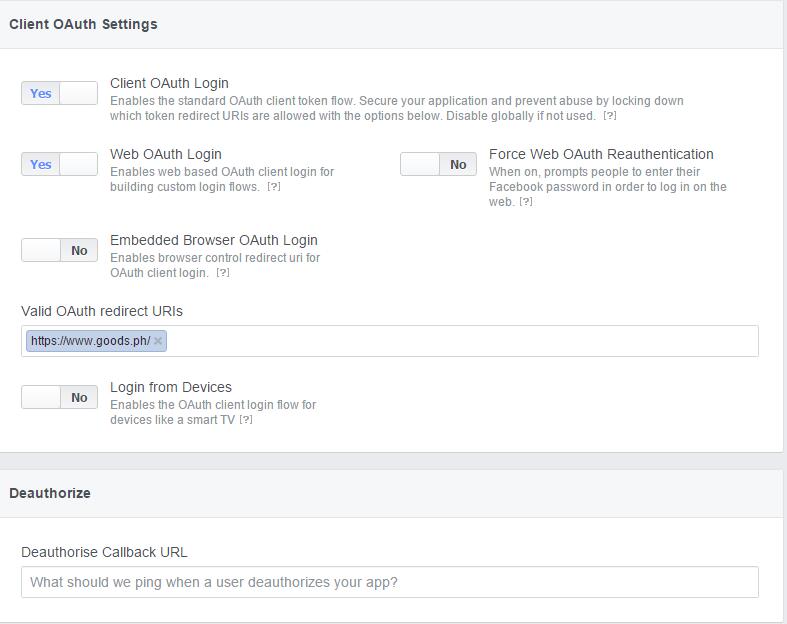 Client OAuth Settings
Yes
Client OAuth Login
Enables the standard OAuth client token flow. Secure your application and prevent abuse by locking down
which token redirect URIs are allowed with the options below. Disable globally if not used. [?]
Yes
Web OAuth Login
Enables web based OAuth client login for
building custom login flows. [?]
No
Force Web OAuth Reauthentication
When on, prompts people to enter their
Facebook password in order to log in on the
web. [?]
No
Embedded Browser OAuth Login
Enables browser control redirect uri for
OAuth client login. [?]
Valid OAuth redirect URIs
https://www.goods.ph/ ×
No
Login from Devices
Enables the OAuth client login flow for
devices like a smart TV [?]
Deauthorize
Deauthorise Callback URL
What should we ping when a user deauthorizes your app?